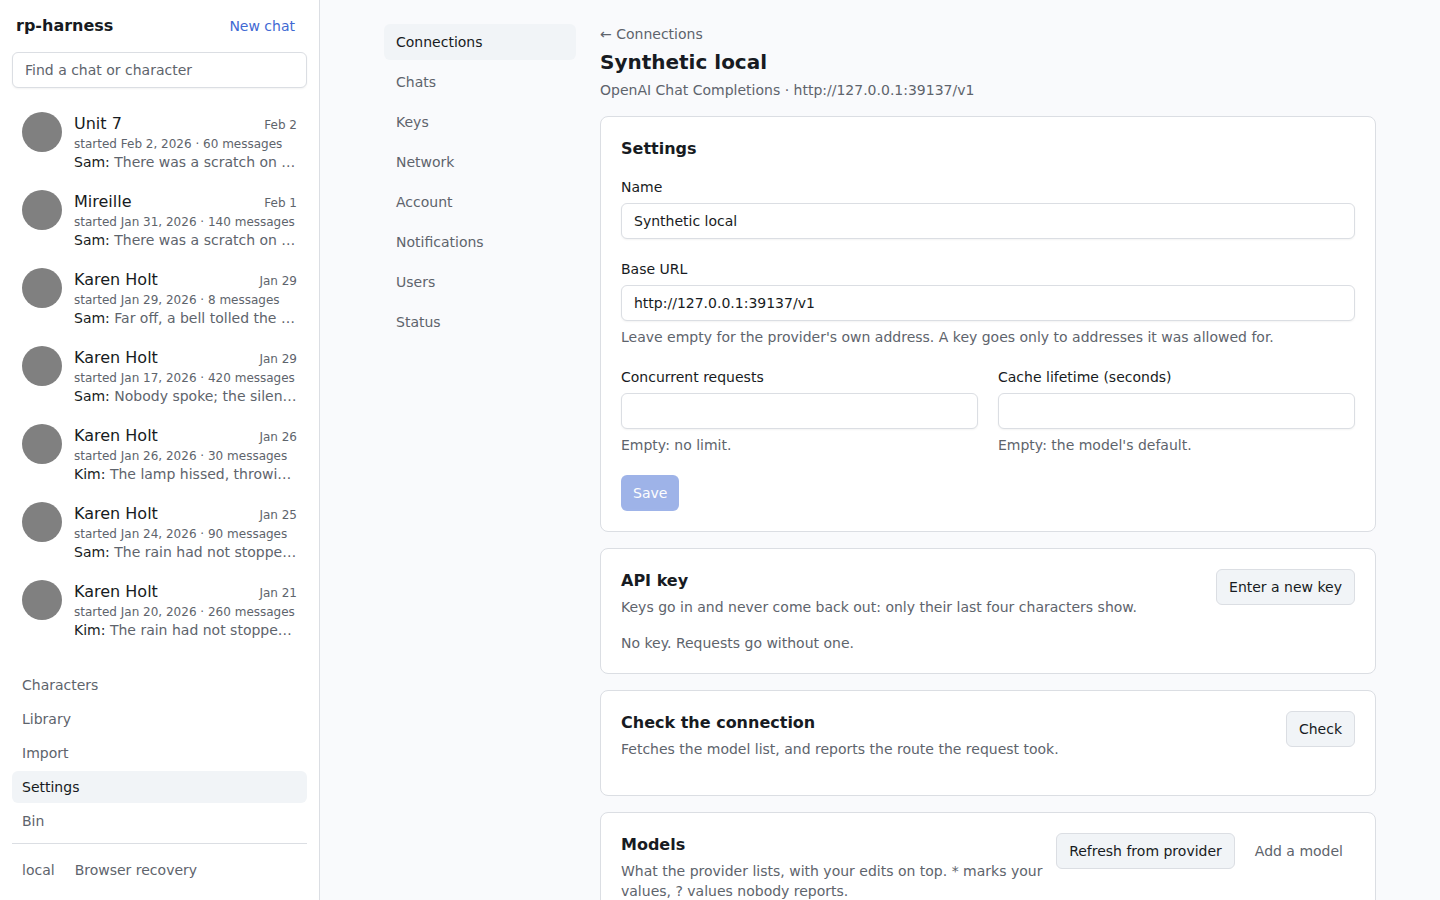 rp-harness
New chat
Find a chat or character
Unit 7
Feb 2
started Feb 2, 2026 · 60 messages
Sam: There was a scratch on …
Mireille
Feb 1
started Jan 31, 2026 · 140 messages
Sam: There was a scratch on …
Karen Holt
Jan 29
started Jan 29, 2026 · 8 messages
Sam: Far off, a bell tolled the …
Karen Holt
Jan 29
started Jan 17, 2026 · 420 messages
Sam: Nobody spoke; the silen…
Karen Holt
Jan 26
started Jan 26, 2026 · 30 messages
Kim: The lamp hissed, throwi…
Karen Holt
Jan 25
started Jan 24, 2026 · 90 messages
Sam: The rain had not stoppe…
Karen Holt
Jan 21
started Jan 20, 2026 · 260 messages
Kim: The rain had not stoppe…
Characters
Library
Import
Settings
Bin
local
Browser recovery
Connections
Chats
Keys
Network
Account
Notifications
Users
Status
← Connections
Synthetic local
OpenAI Chat Completions · http://127.0.0.1:39137/v1
Settings
Name
Synthetic local
Base URL
http://127.0.0.1:39137/v1
Leave empty for the provider's own address. A key goes only to addresses it was allowed for.
Concurrent requests
Empty: no limit.
Cache lifetime (seconds)
Empty: the model's default.
Save
API key
Keys go in and never come back out: only their last four characters show.
Enter a new key
No key. Requests go without one.
Check the connection
Fetches the model list, and reports the route the request took.
Check
Models
What the provider lists, with your edits on top. * marks your
values, ? values nobody reports.
Refresh from provider
Add a model